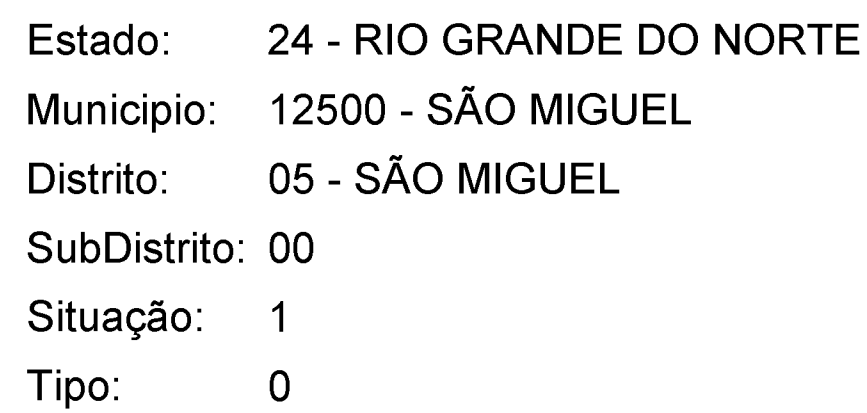 Estado: 24 - RIO GRANDE DO NORTE
Municipio: 12500 - SÃO MIGUEL
Distrito: 05 - SÃO MIGUEL
SubDistrito: 00
Situação: 1
Tipo: 0